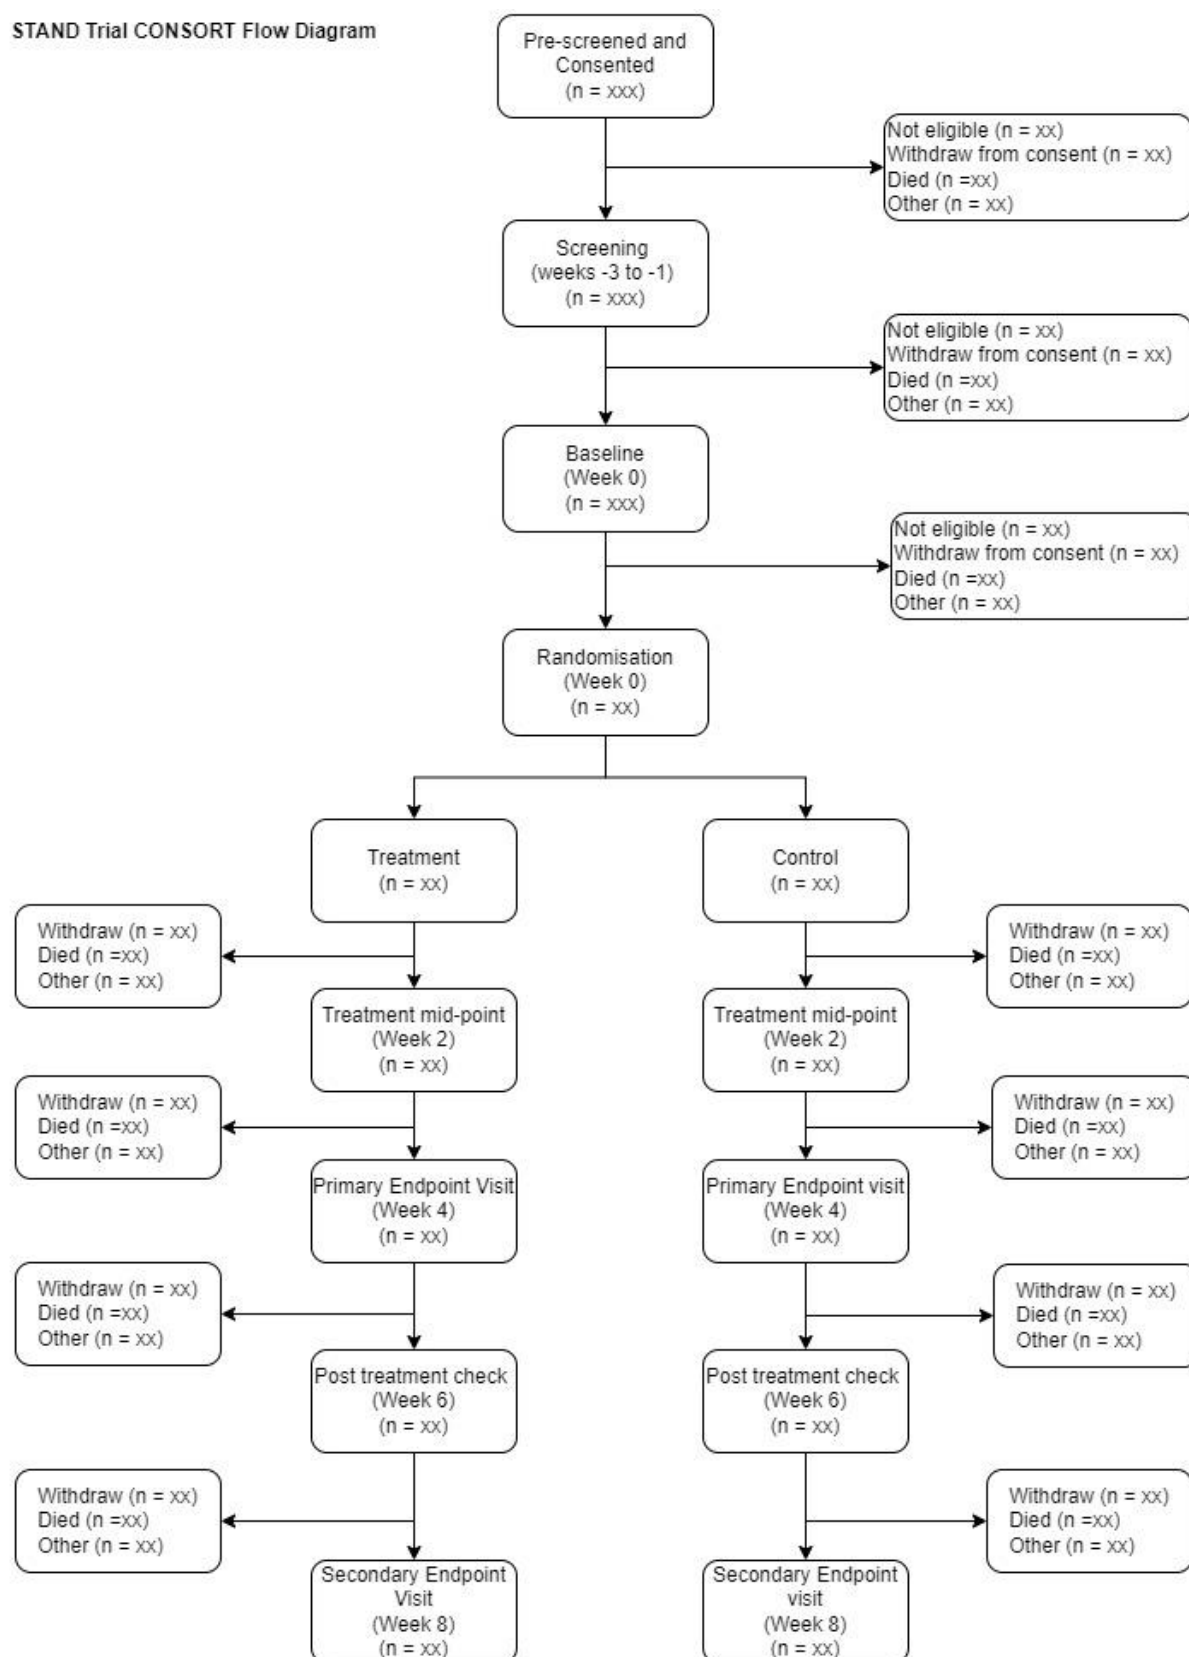 STAND Trial CONSORT Flow Diagram
Pre-screened and
Consented
(n = xxx)
Not eligible (n = xx)
Withdraw from consent (n = xx)
Died (n =xx)
Other (n = xx)
Screening
(weeks -3 to -1)
(n = xxx)
Not eligible (n = xx)
Withdraw from consent (n = xx)
Died (n =xx)
Other (n = xx)
Baseline
(Week 0)
(n = xxx)
Not eligible (n = xx)
Withdraw from consent (n = xx)
Died (n =xx)
Other (n = xx)
Randomisation
(Week 0)
(n = xx)
Treatment
(n = xx)
Control
(n = xx)
Withdraw (n = xx)
Died (n =xx)
Other (n = xx)
Withdraw (n = xx)
Died (n =xx)
Other (n = xx)
Treatment mid-point
(Week 2)
(n = xx)
Treatment mid-point
(Week 2)
(n = xx)
Withdraw (n = xx)
Died (n =xx)
Other (n = xx)
Withdraw (n = xx)
Died (n =xx)
Other (n = xx)
Primary Endpoint Visit
(Week 4)
(n = xx)
Primary Endpoint visit
(Week 4)
(n = xx)
Withdraw (n = xx)
Died (n =xx)
Other (n = xx)
Withdraw (n = xx)
Died (n =xx)
Other (n = xx)
Post treatment check
(Week 6)
(n = xx)
Post treatment check
(Week 6)
(n = xx)
Withdraw (n = xx)
Died (n =xx)
Other (n = xx)
Withdraw (n = xx)
Died (n =xx)
Other (n = xx)
Secondary Endpoint
Visit
(Week 8)
(n = xx)
Secondary Endpoint
visit
(Week 8)
(n = xx)